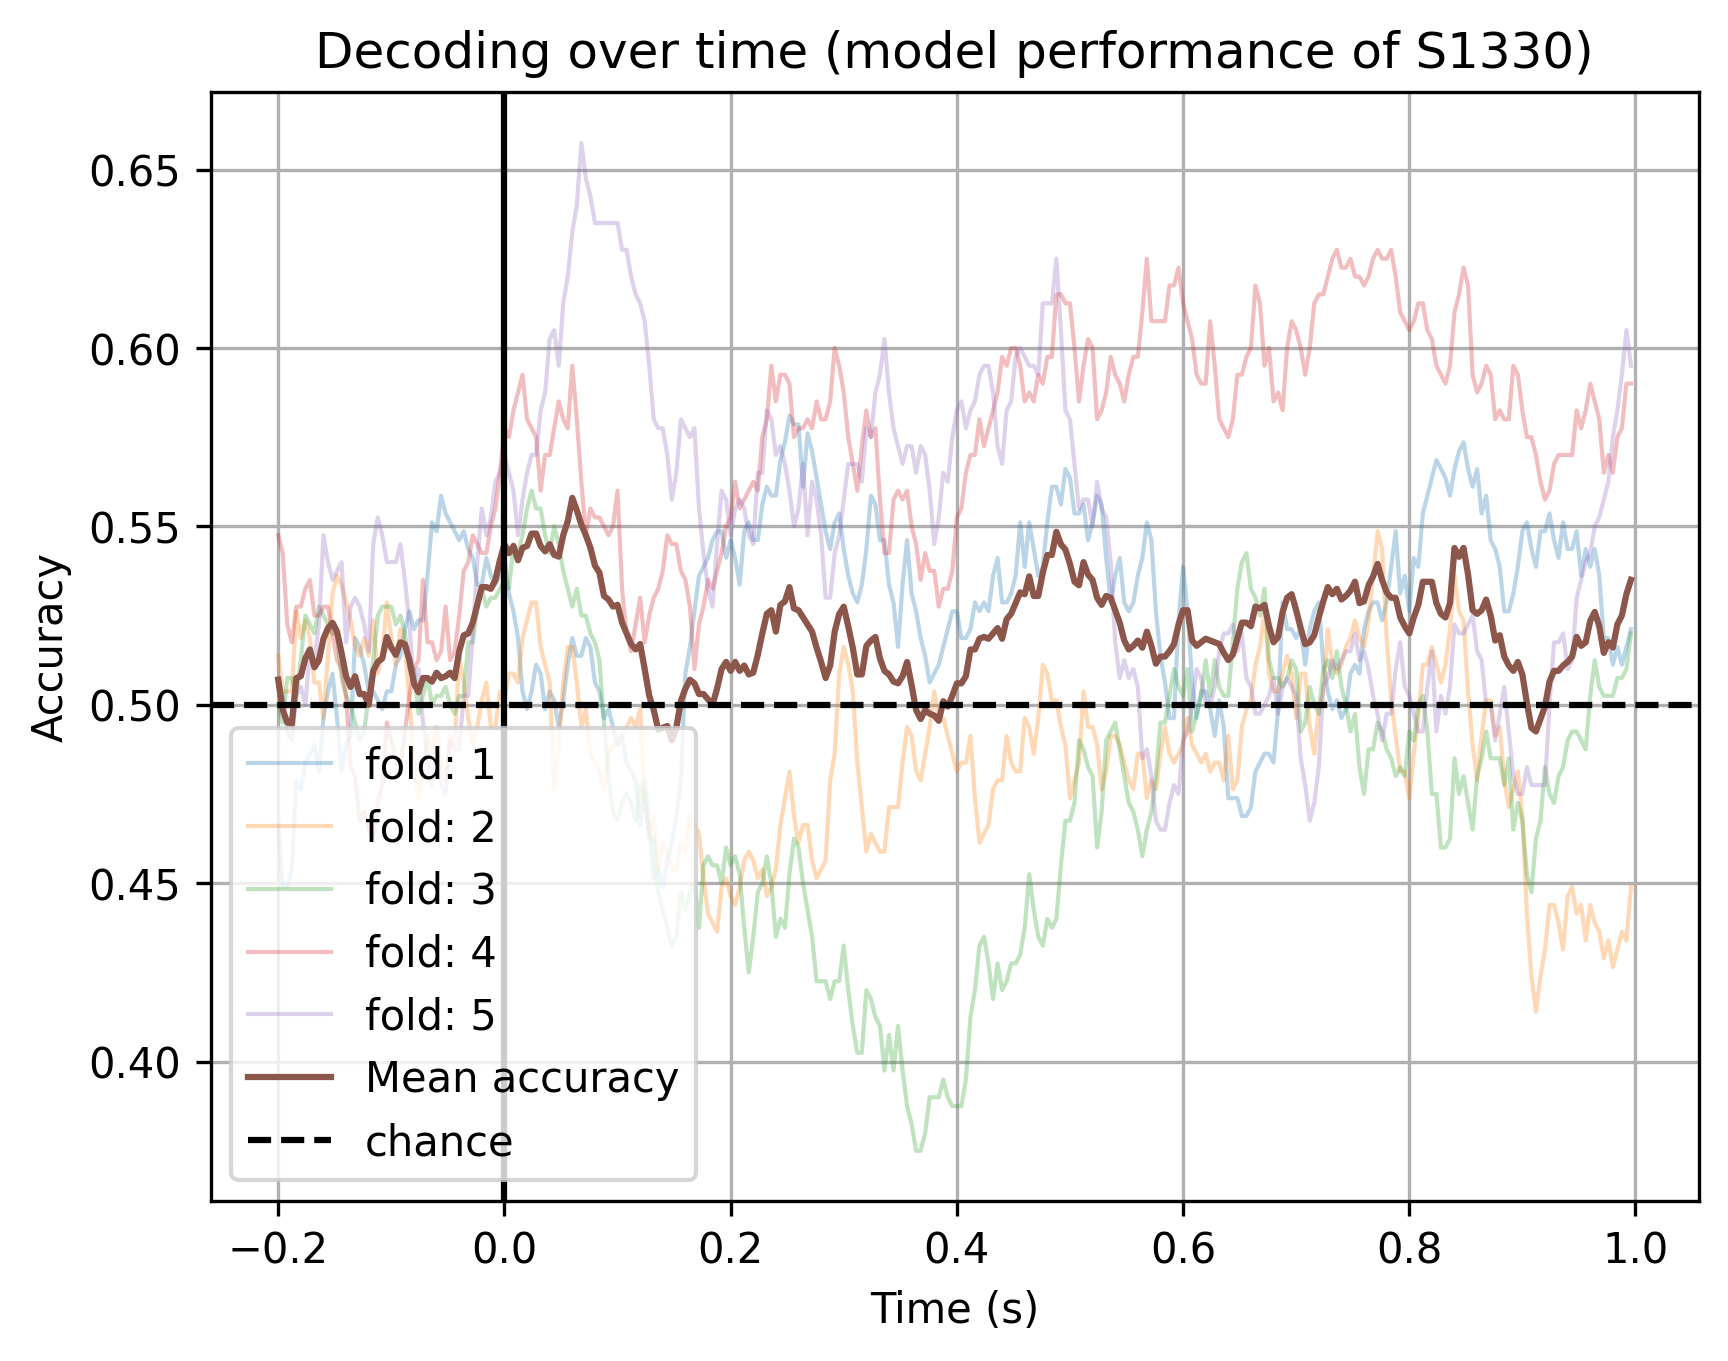 Decoding over time (model performance of S1330)
Accuracy
0.65
0.60
0.55
0.50
0.45
0.40
fold: 1
fold: 2
fold: 3
fold: 4
fold: 5
Mean accuracy
chance
−0.2 0.0 0.2 0.4 0.6 0.8 1.0
Time (s)